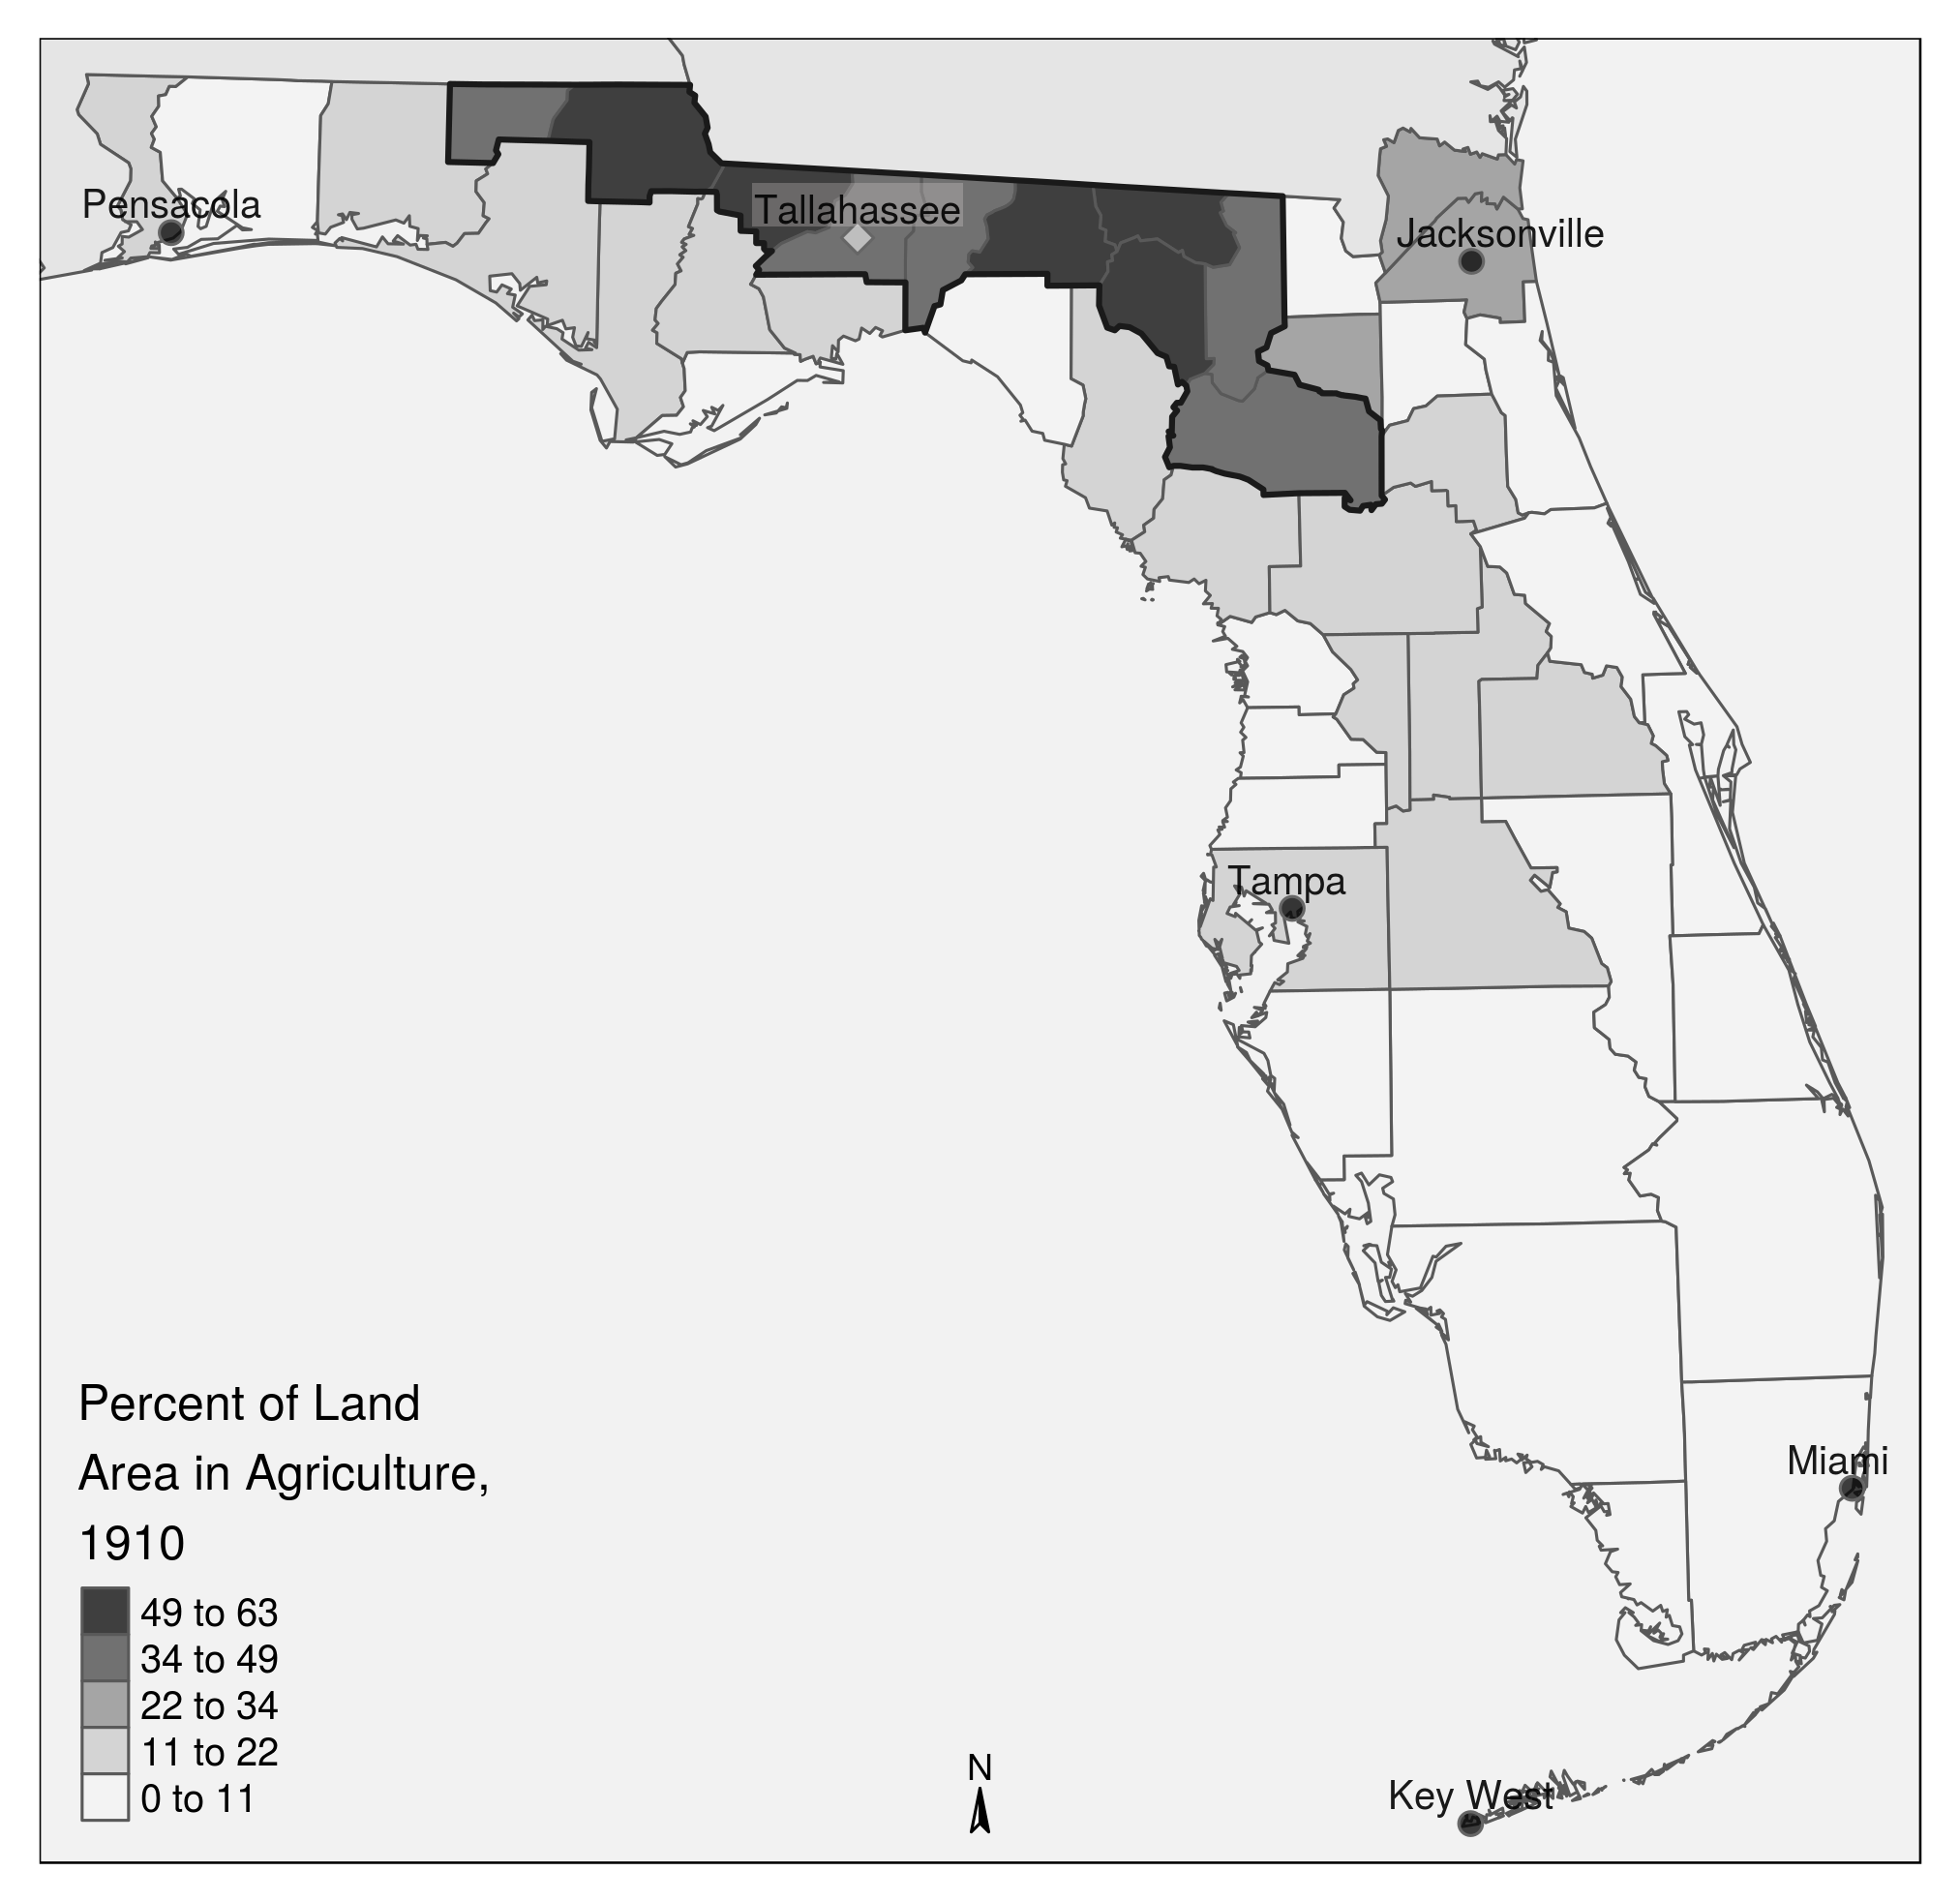 Pensacola
Tallahassee
Jacksonville
Tampa
Miami
Key West
Percent of Land
Area in Agriculture,
1910
49 to 63
34 to 49
22 to 34
11 to 22
0 to 11
N